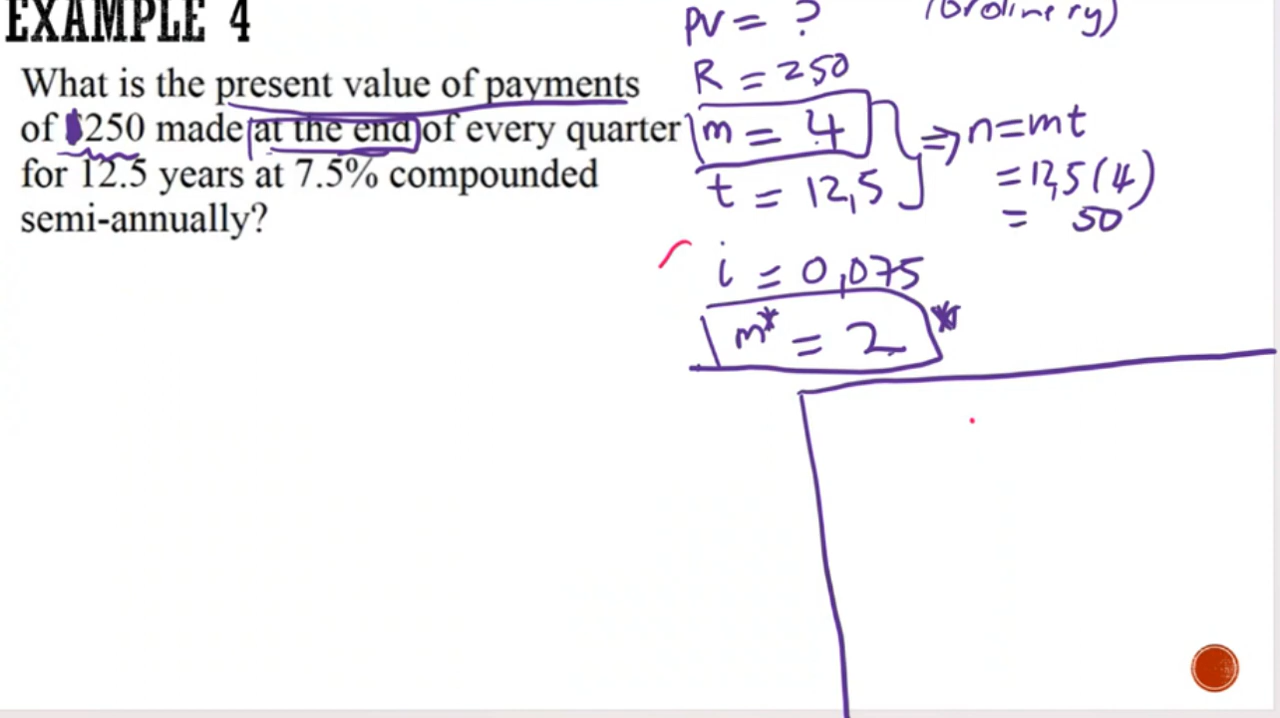 EXAMPLE 4
What is the present value of payments
of $250 made at the end of every quarter
for 12.5 years at 7.5% compounded
semi-annually?
PV = ? (Ordinery)
R = 250
m = 4
t = 12,5
⇒ n = mt
= 12,5(4)
= 50
i = 0,075
m* = 2 *